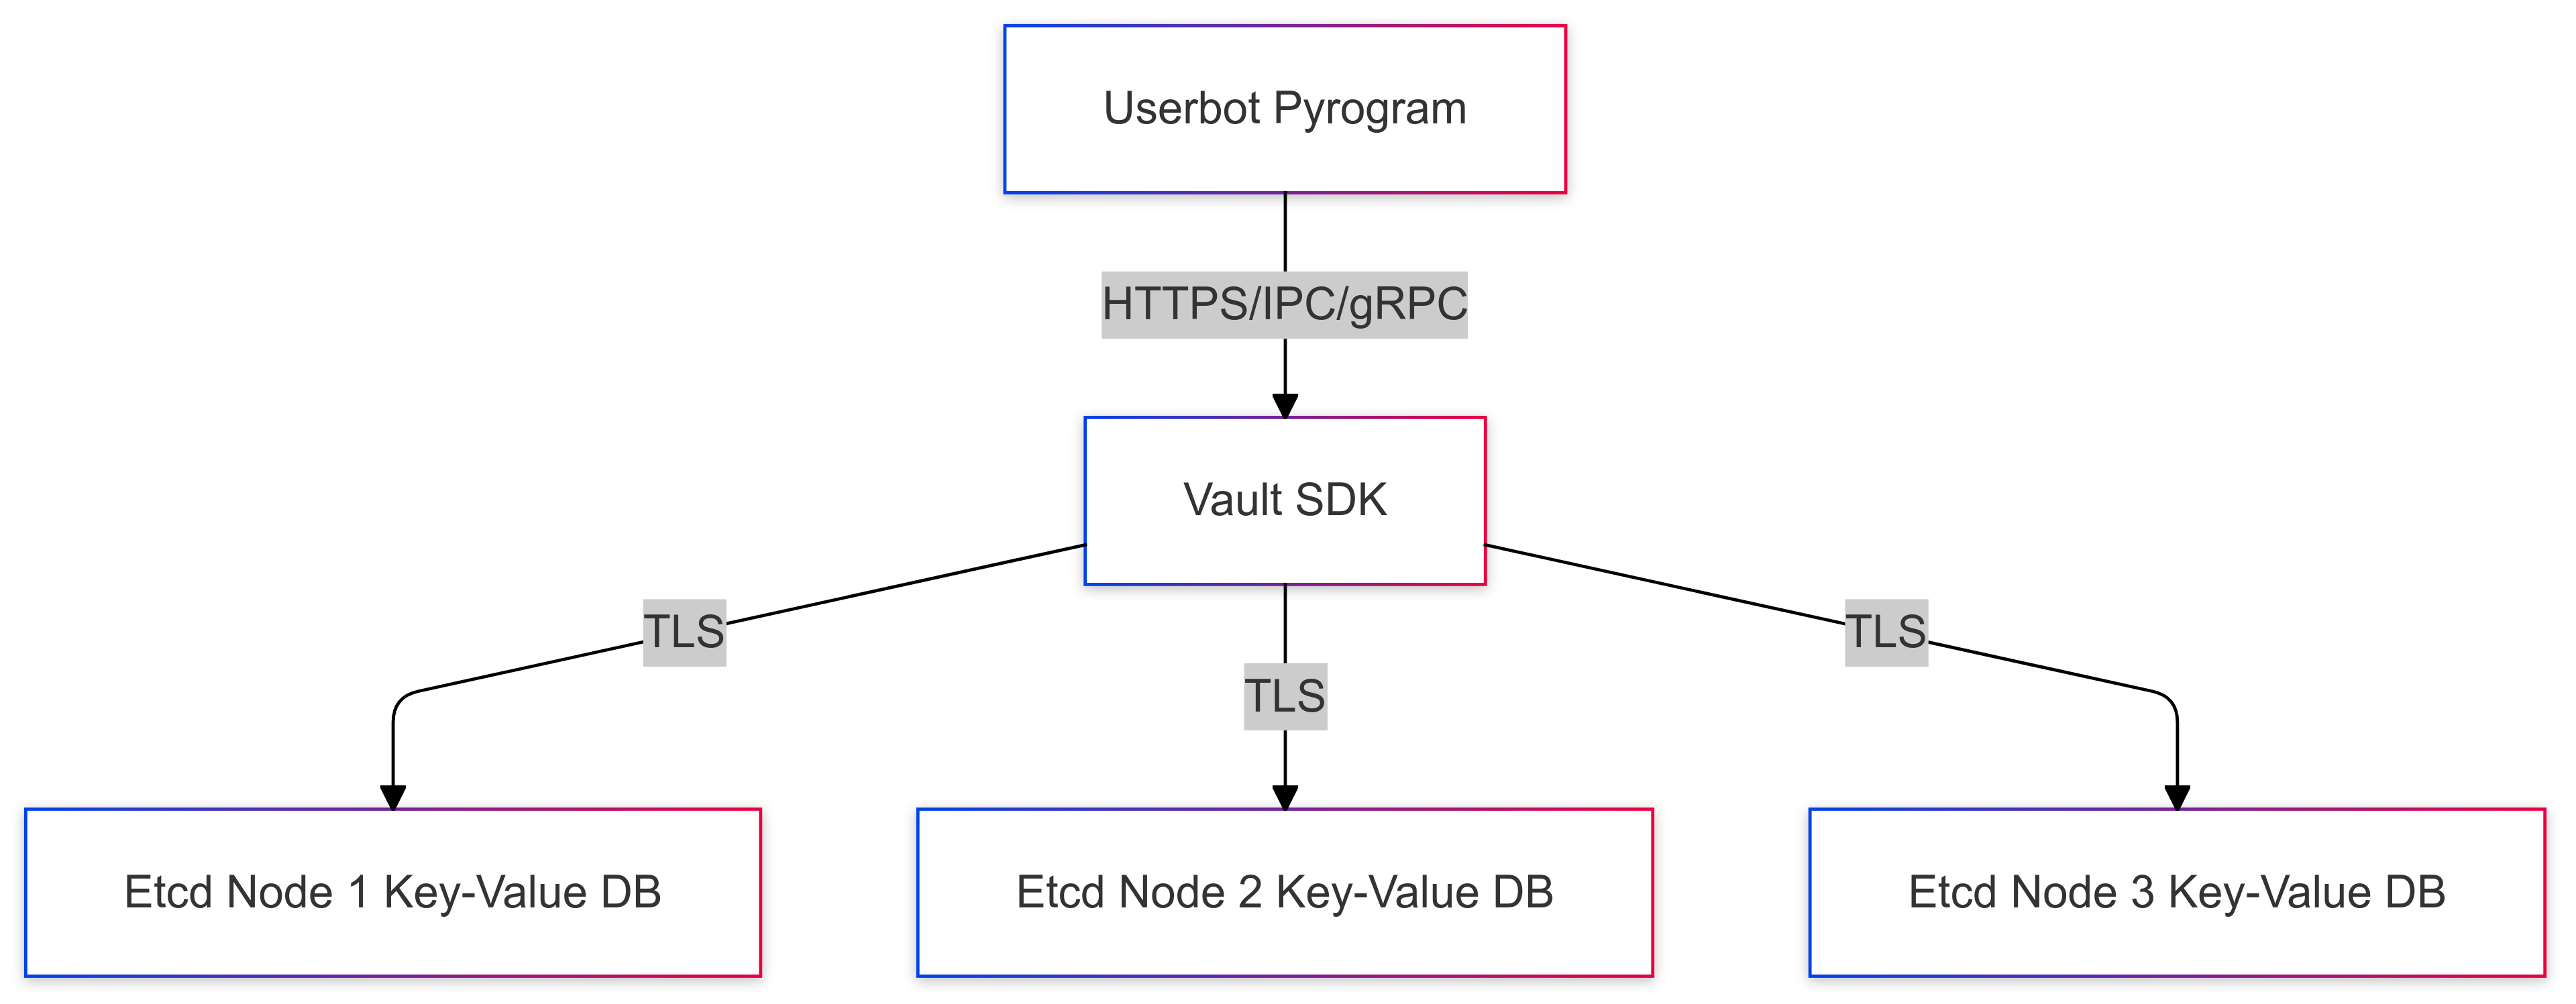 Userbot Pyrogram
HTTPS/IPC/gRPC
Vault SDK
TLS
TLS
TLS
Etcd Node 1 Key-Value DB
Etcd Node 2 Key-Value DB
Etcd Node 3 Key-Value DB